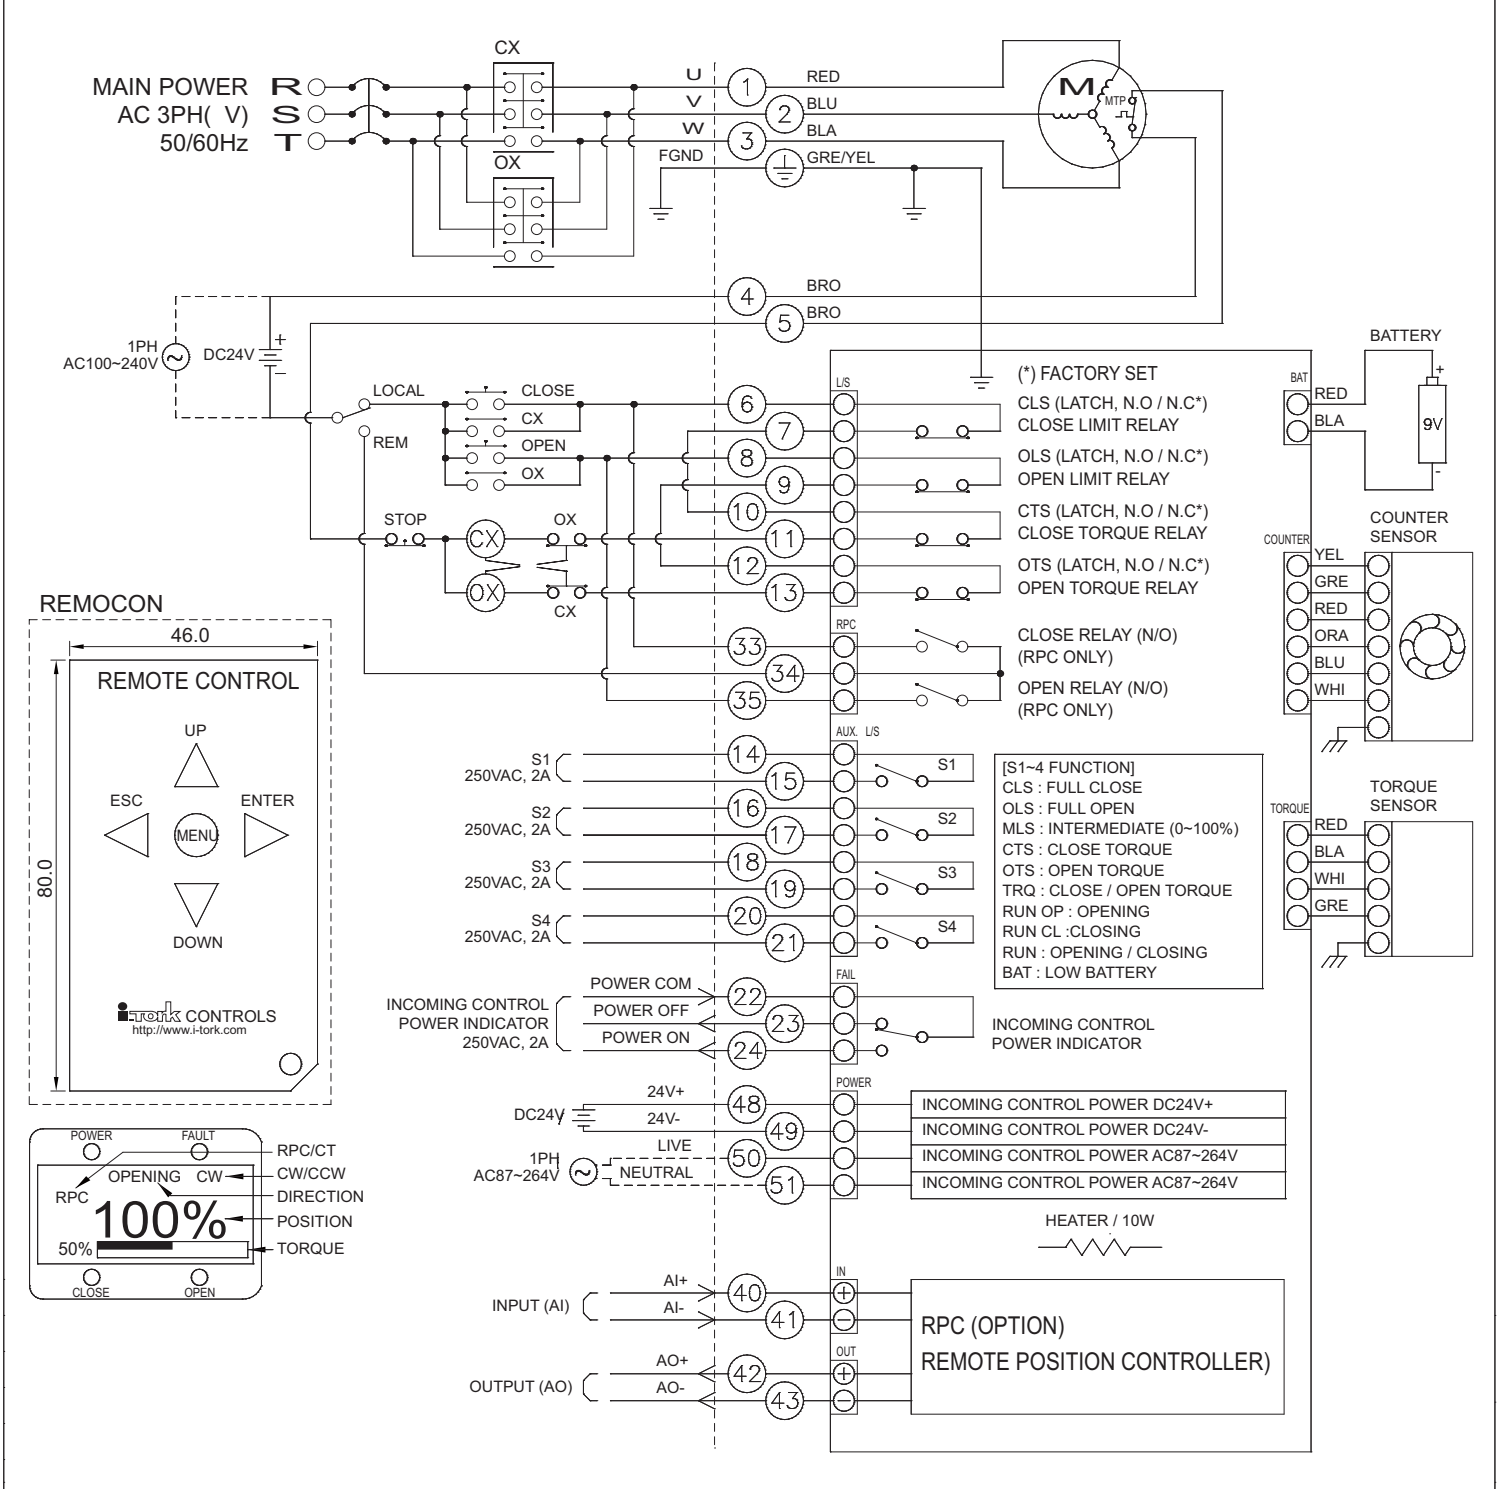 CX
MAIN POWER R
AC 3PH( V) S
50/60Hz T
OX
U 1 RED
V 2 BLU
W 3 BLA
FGND GRE/YEL
M
MTP
4 BRO
5 BRO
1PH
AC100~240V
DC24V
+
−
LOCAL
REM
CLOSE
CX
OPEN
OX
STOP
CX
OX
OX
CX
L/S
(*) FACTORY SET
6 CLS (LATCH, N.O / N.C*)
7 CLOSE LIMIT RELAY
8 OLS (LATCH, N.O / N.C*)
9 OPEN LIMIT RELAY
10 CTS (LATCH, N.O / N.C*)
11 CLOSE TORQUE RELAY
12 OTS (LATCH, N.O / N.C*)
13 OPEN TORQUE RELAY
RPC
33 CLOSE RELAY (N/O)
(RPC ONLY)
34
35 OPEN RELAY (N/O)
(RPC ONLY)
BATTERY
BAT
RED
BLA
+
9V
-
COUNTER
SENSOR
COUNTER
YEL
GRE
RED
ORA
BLU
WHI
TORQUE
SENSOR
TORQUE
RED
BLA
WHI
GRE
REMOCON
46.0
80.0
REMOTE CONTROL
UP
ESC
ENTER
MENU
DOWN
i-Tork CONTROLS
http://www.i-tork.com
AUX. L/S
S1
250VAC, 2A
14
15
S1
S2
250VAC, 2A
16
17
S2
S3
250VAC, 2A
18
19
S3
S4
250VAC, 2A
20
21
S4
[S1~4 FUNCTION]
CLS : FULL CLOSE
OLS : FULL OPEN
MLS : INTERMEDIATE (0~100%)
CTS : CLOSE TORQUE
OTS : OPEN TORQUE
TRQ : CLOSE / OPEN TORQUE
RUN OP : OPENING
RUN CL :CLOSING
RUN : OPENING / CLOSING
BAT : LOW BATTERY
FAIL
INCOMING CONTROL
POWER INDICATOR
250VAC, 2A
POWER COM 22
POWER OFF 23
POWER ON 24
INCOMING CONTROL
POWER INDICATOR
POWER
DC24V
24V+ 48 INCOMING CONTROL POWER DC24V+
24V- 49 INCOMING CONTROL POWER DC24V-
1PH
AC87~264V
LIVE 50 INCOMING CONTROL POWER AC87~264V
NEUTRAL 51 INCOMING CONTROL POWER AC87~264V
HEATER / 10W
POWER
FAULT
OPENING CW
RPC
100%
50%
CLOSE
OPEN
RPC/CT
CW/CCW
DIRECTION
POSITION
TORQUE
IN
INPUT (AI)
AI+ 40 +
AI- 41 −
OUT
OUTPUT (AO)
AO+ 42 +
AO- 43 −
RPC (OPTION)
REMOTE POSITION CONTROLLER)